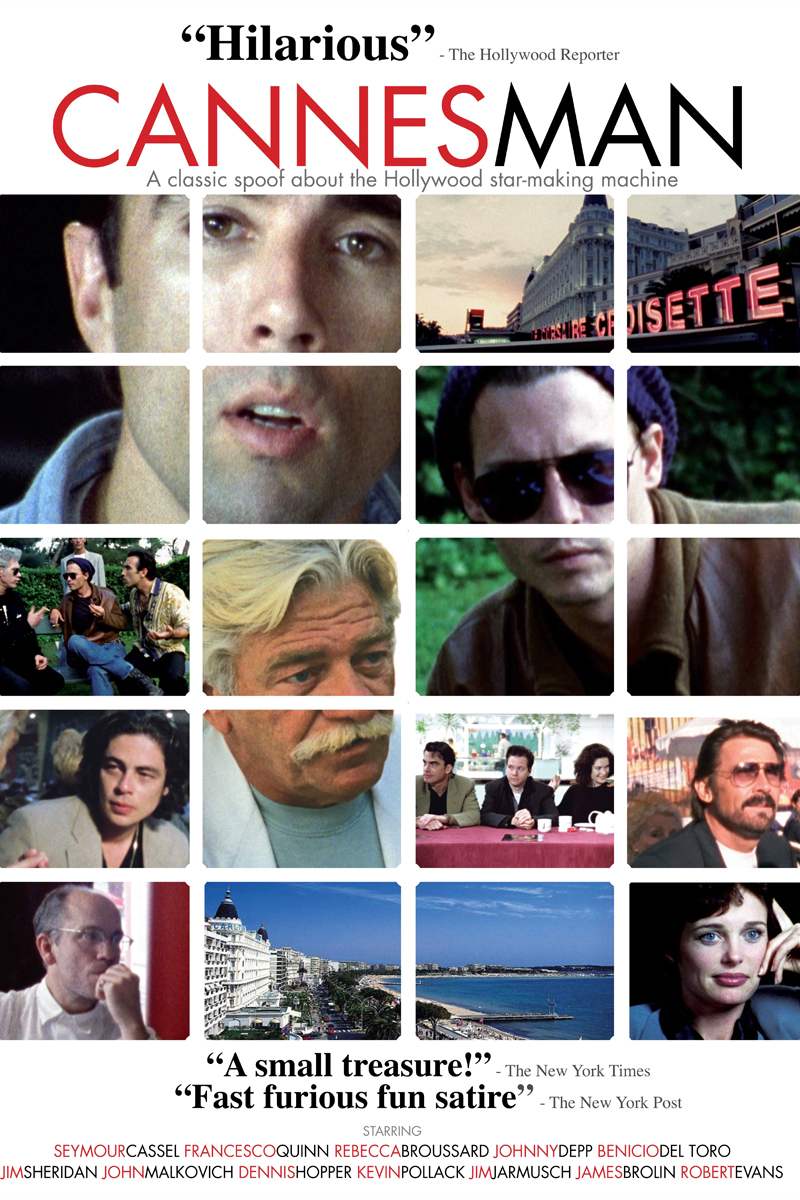 “Hilarious” - The Hollywood Reporter
CANNESMAN
A classic spoof about the Hollywood star-making machine
CORSAIRE CROISETTE
CARL
“A small treasure!” - The New York Times
“Fast furious fun satire” - The New York Post
STARRING
SEYMOURCASSEL FRANCESCOQUINN REBECCABROUSSARD JOHNNYDEPP BENICIODEL TORO
JIMSHERIDAN JOHNMALKOVICH DENNISHOPPER KEVINPOLLACK JIMJARMUSCH JAMESBROLIN ROBERTEVANS